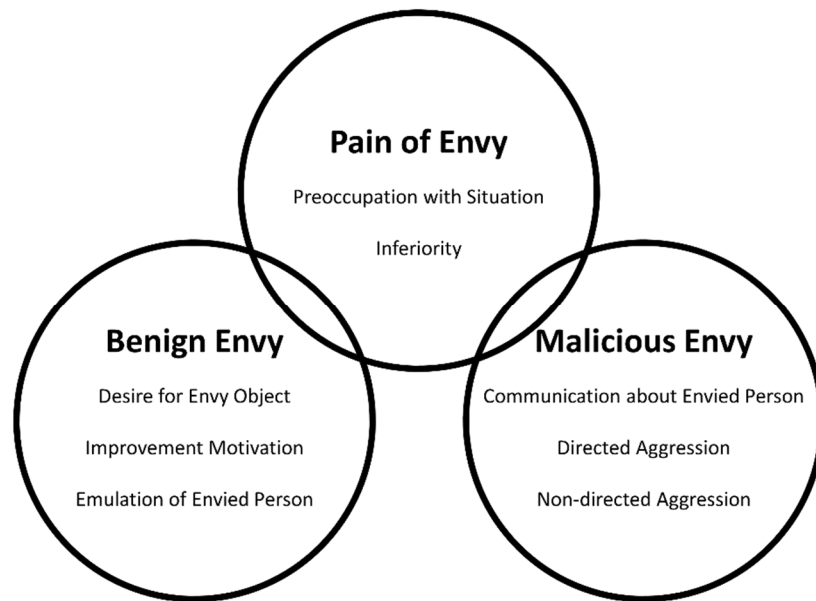 Pain of Envy
Preoccupation with Situation
Inferiority
Benign Envy
Desire for Envy Object
Improvement Motivation
Emulation of Envied Person
Malicious Envy
Communication about Envied Person
Directed Aggression
Non-directed Aggression